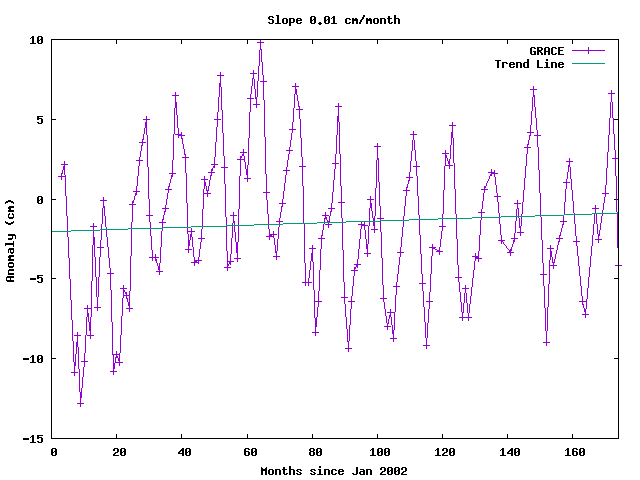 Slope 0.01 cm/month
GRACE
Trend Line
10
5
0
-5
-10
-15
Anomaly (cm)
0 20 40 60 80 100 120 140 160
Months since Jan 2002